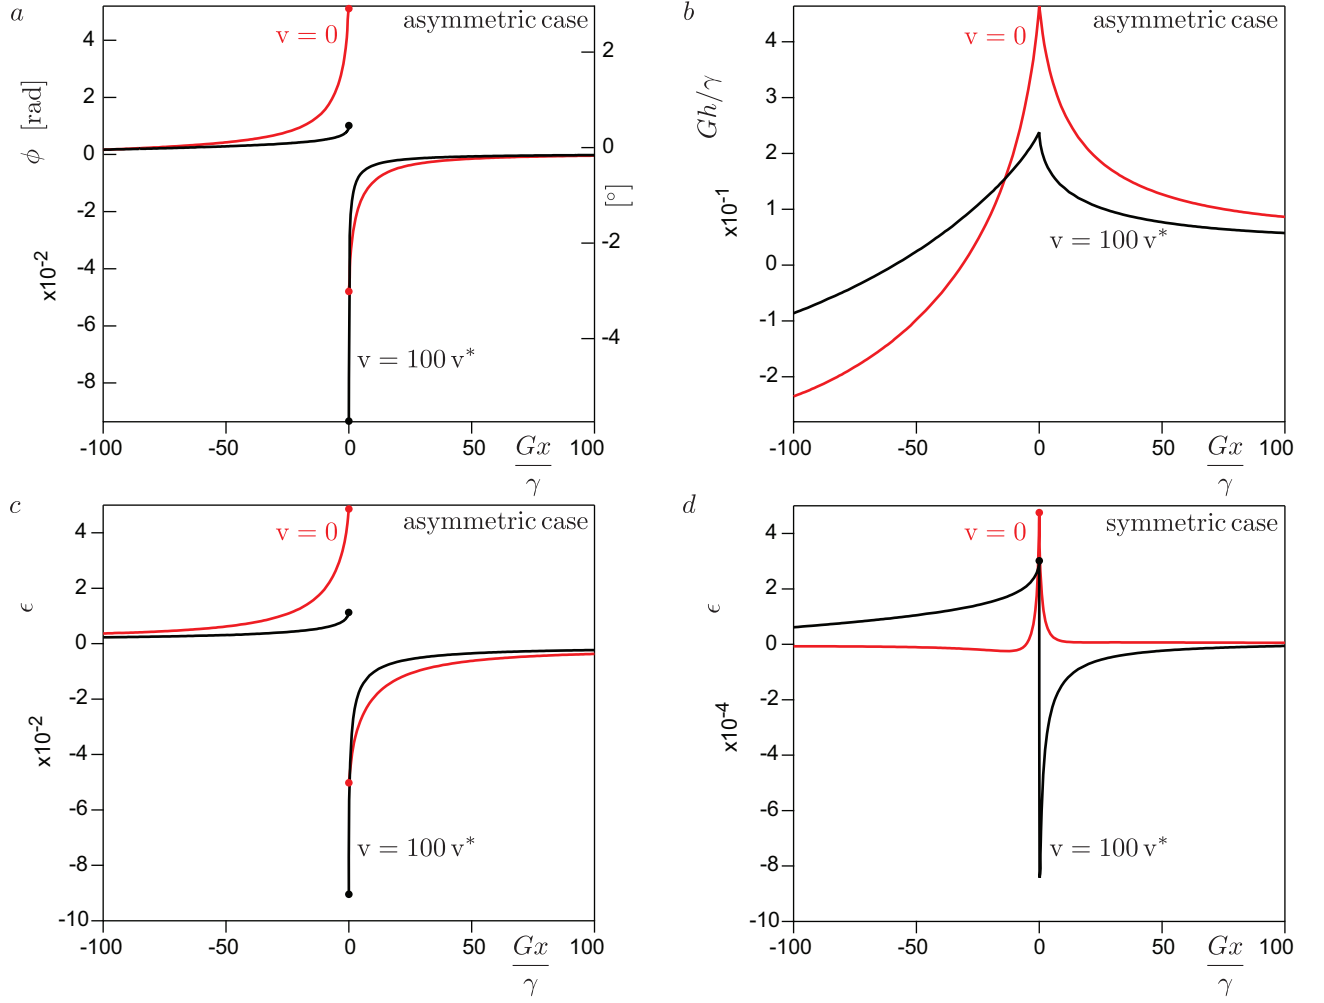 a
asymmetric case
v = 0
4
2
0
-2
-4
-6
-8
ϕ [rad]
x10-2
2
0
-2
-4
[°]
v = 100 v*
-100
-50
0
50
100
Gx
γ
b
asymmetric case
v = 0
4
3
2
1
0
-1
-2
Gh/γ
x10-1
v = 100 v*
-100
-50
0
50
100
Gx
γ
c
asymmetric case
v = 0
4
2
0
-2
-4
-6
-8
-10
ϵ
x10-2
v = 100 v*
-100
-50
0
50
100
Gx
γ
d
symmetric case
v = 0
4
2
0
-2
-4
-6
-8
-10
ϵ
x10-4
v = 100 v*
-100
-50
0
50
100
Gx
γ